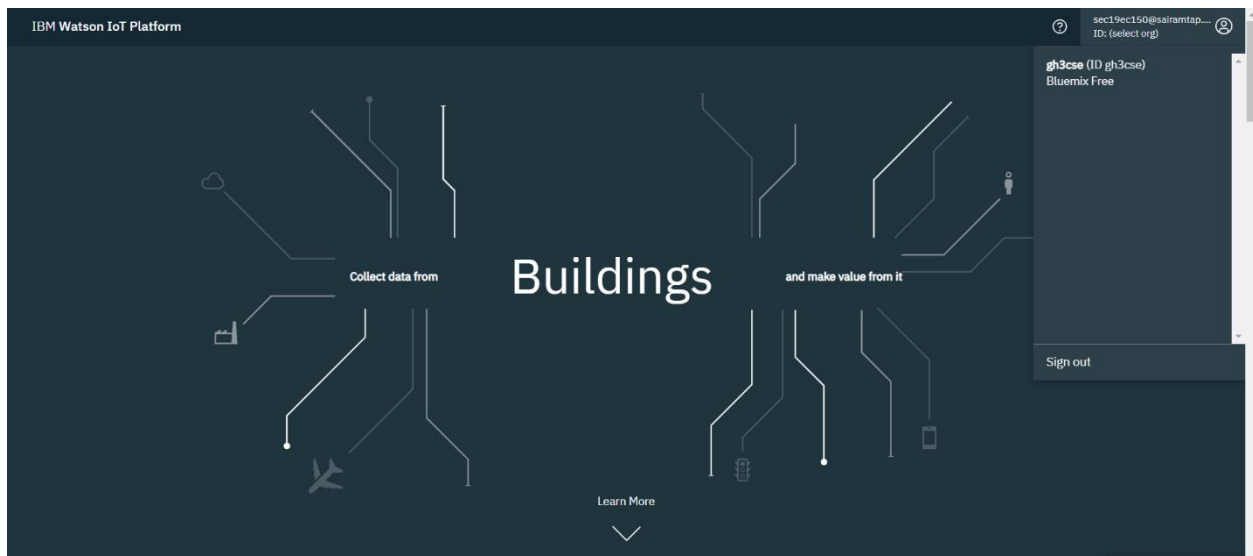 IBM Watson IoT Platform
sec19ec150@sairamtap....
ID: (select org)
gh3cse (ID gh3cse)
Bluemix Free
Collect data from
Buildings
and make value from it
Sign out
Learn More